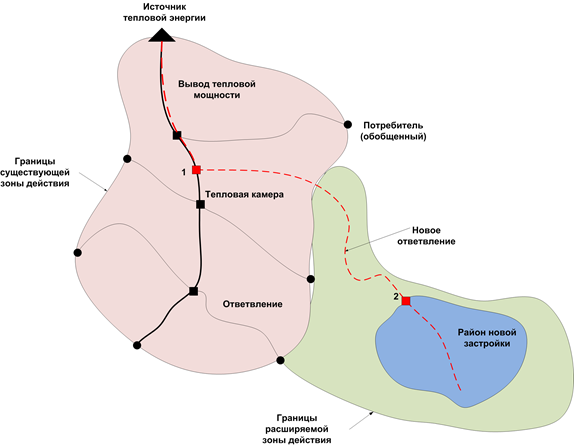 Источник
тепловой энергии
Вывод тепловой
мощности
Потребитель
(обобщенный)
Границы
существующей
зоны действия
1
Тепловая камера
Новое
ответвление
2
Ответвление
Район новой
застройки
Границы
расширяемой
зоны действия